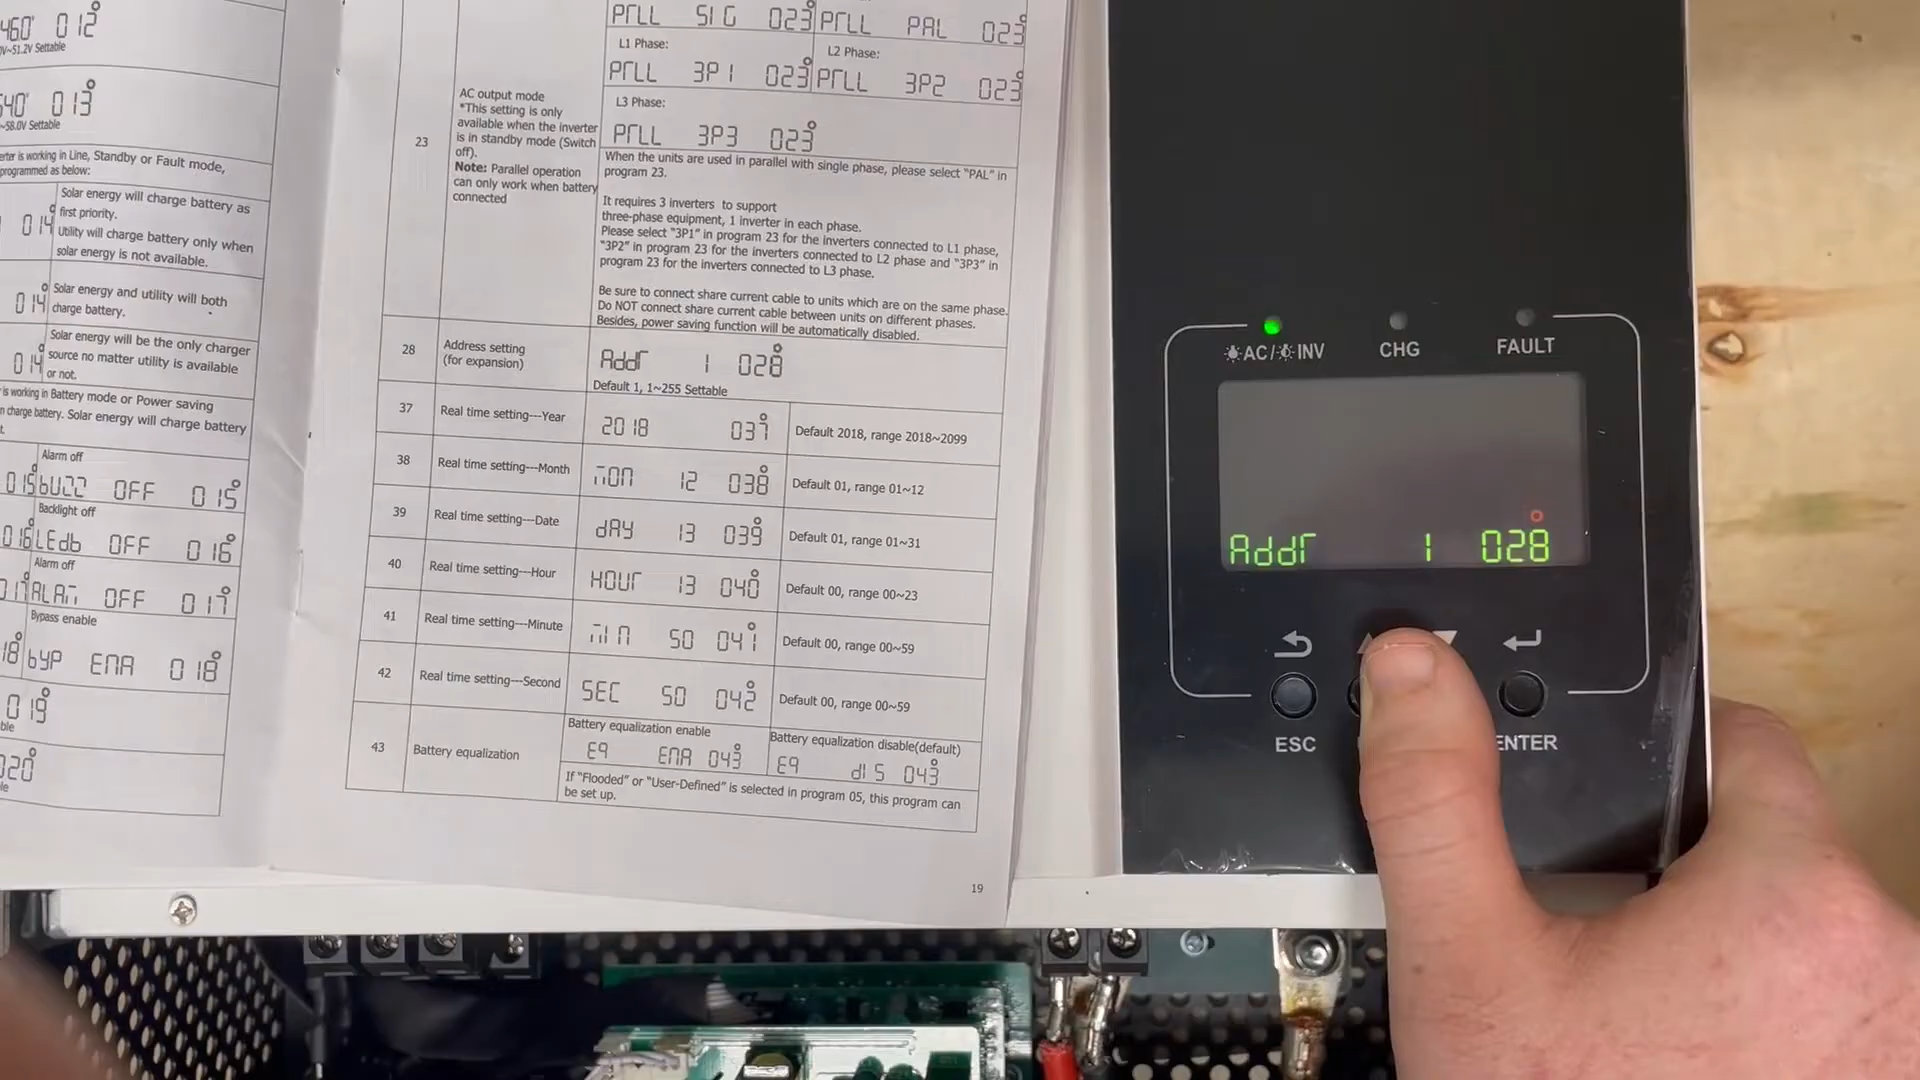 460 012
0V~51.2V Settable
540 013
~58.0V Settable
erter is working in Line, Standby or Fault mode,
programmed as below:
014
Solar energy will charge battery as
first priority.
Utility will charge battery only when
solar energy is not available.
014
Solar energy and utility will both
charge battery.
014
Solar energy will be the only charger
source no matter utility is available
or not.
is working in Battery mode or Power saving
n charge battery. Solar energy will charge battery
Alarm off
015 bUZZ OFF 015
Backlight off
016 LEdb OFF 016
Alarm off
017 ALAM OFF 017
Bypass enable
018 bYP ENA 018
019
020
23
AC output mode
*This setting is only
available when the inverter
is in standby mode (Switch
off).
Note: Parallel operation
can only work when battery
connected
PrLL SIG 023 PrLL PAL 023
L1 Phase: L2 Phase:
PrLL 3P1 023 PrLL 3P2 023
L3 Phase:
PrLL 3P3 023
When the units are used in parallel with single phase, please select "PAL" in
program 23.
It requires 3 inverters to support
three-phase equipment, 1 inverter in each phase.
Please select "3P1" in program 23 for the inverters connected to L1 phase,
"3P2" in program 23 for the inverters connected to L2 phase and "3P3" in
program 23 for the inverters connected to L3 phase.
Be sure to connect share current cable to units which are on the same phase.
Do NOT connect share current cable between units on different phases.
Besides, power saving function will be automatically disabled.
28
Address setting
(for expansion)
Addr 1 028
Default 1, 1~255 Settable
37 Real time setting---Year 2018 037 Default 2018, range 2018~2099
38 Real time setting---Month MON 12 038 Default 01, range 01~12
39 Real time setting---Date dAY 13 039 Default 01, range 01~31
40 Real time setting---Hour HOUr 13 040 Default 00, range 00~23
41 Real time setting---Minute MIN 50 041 Default 00, range 00~59
42 Real time setting---Second SEC 50 042 Default 00, range 00~59
43 Battery equalization
Battery equalization enable
Eq ENA 043
Battery equalization disable(default)
Eq dIS 043
If "Flooded" or "User-Defined" is selected in program 05, this program can
be set up.
19
AC/ INV CHG FAULT
Addr 1 028
ESC ENTER